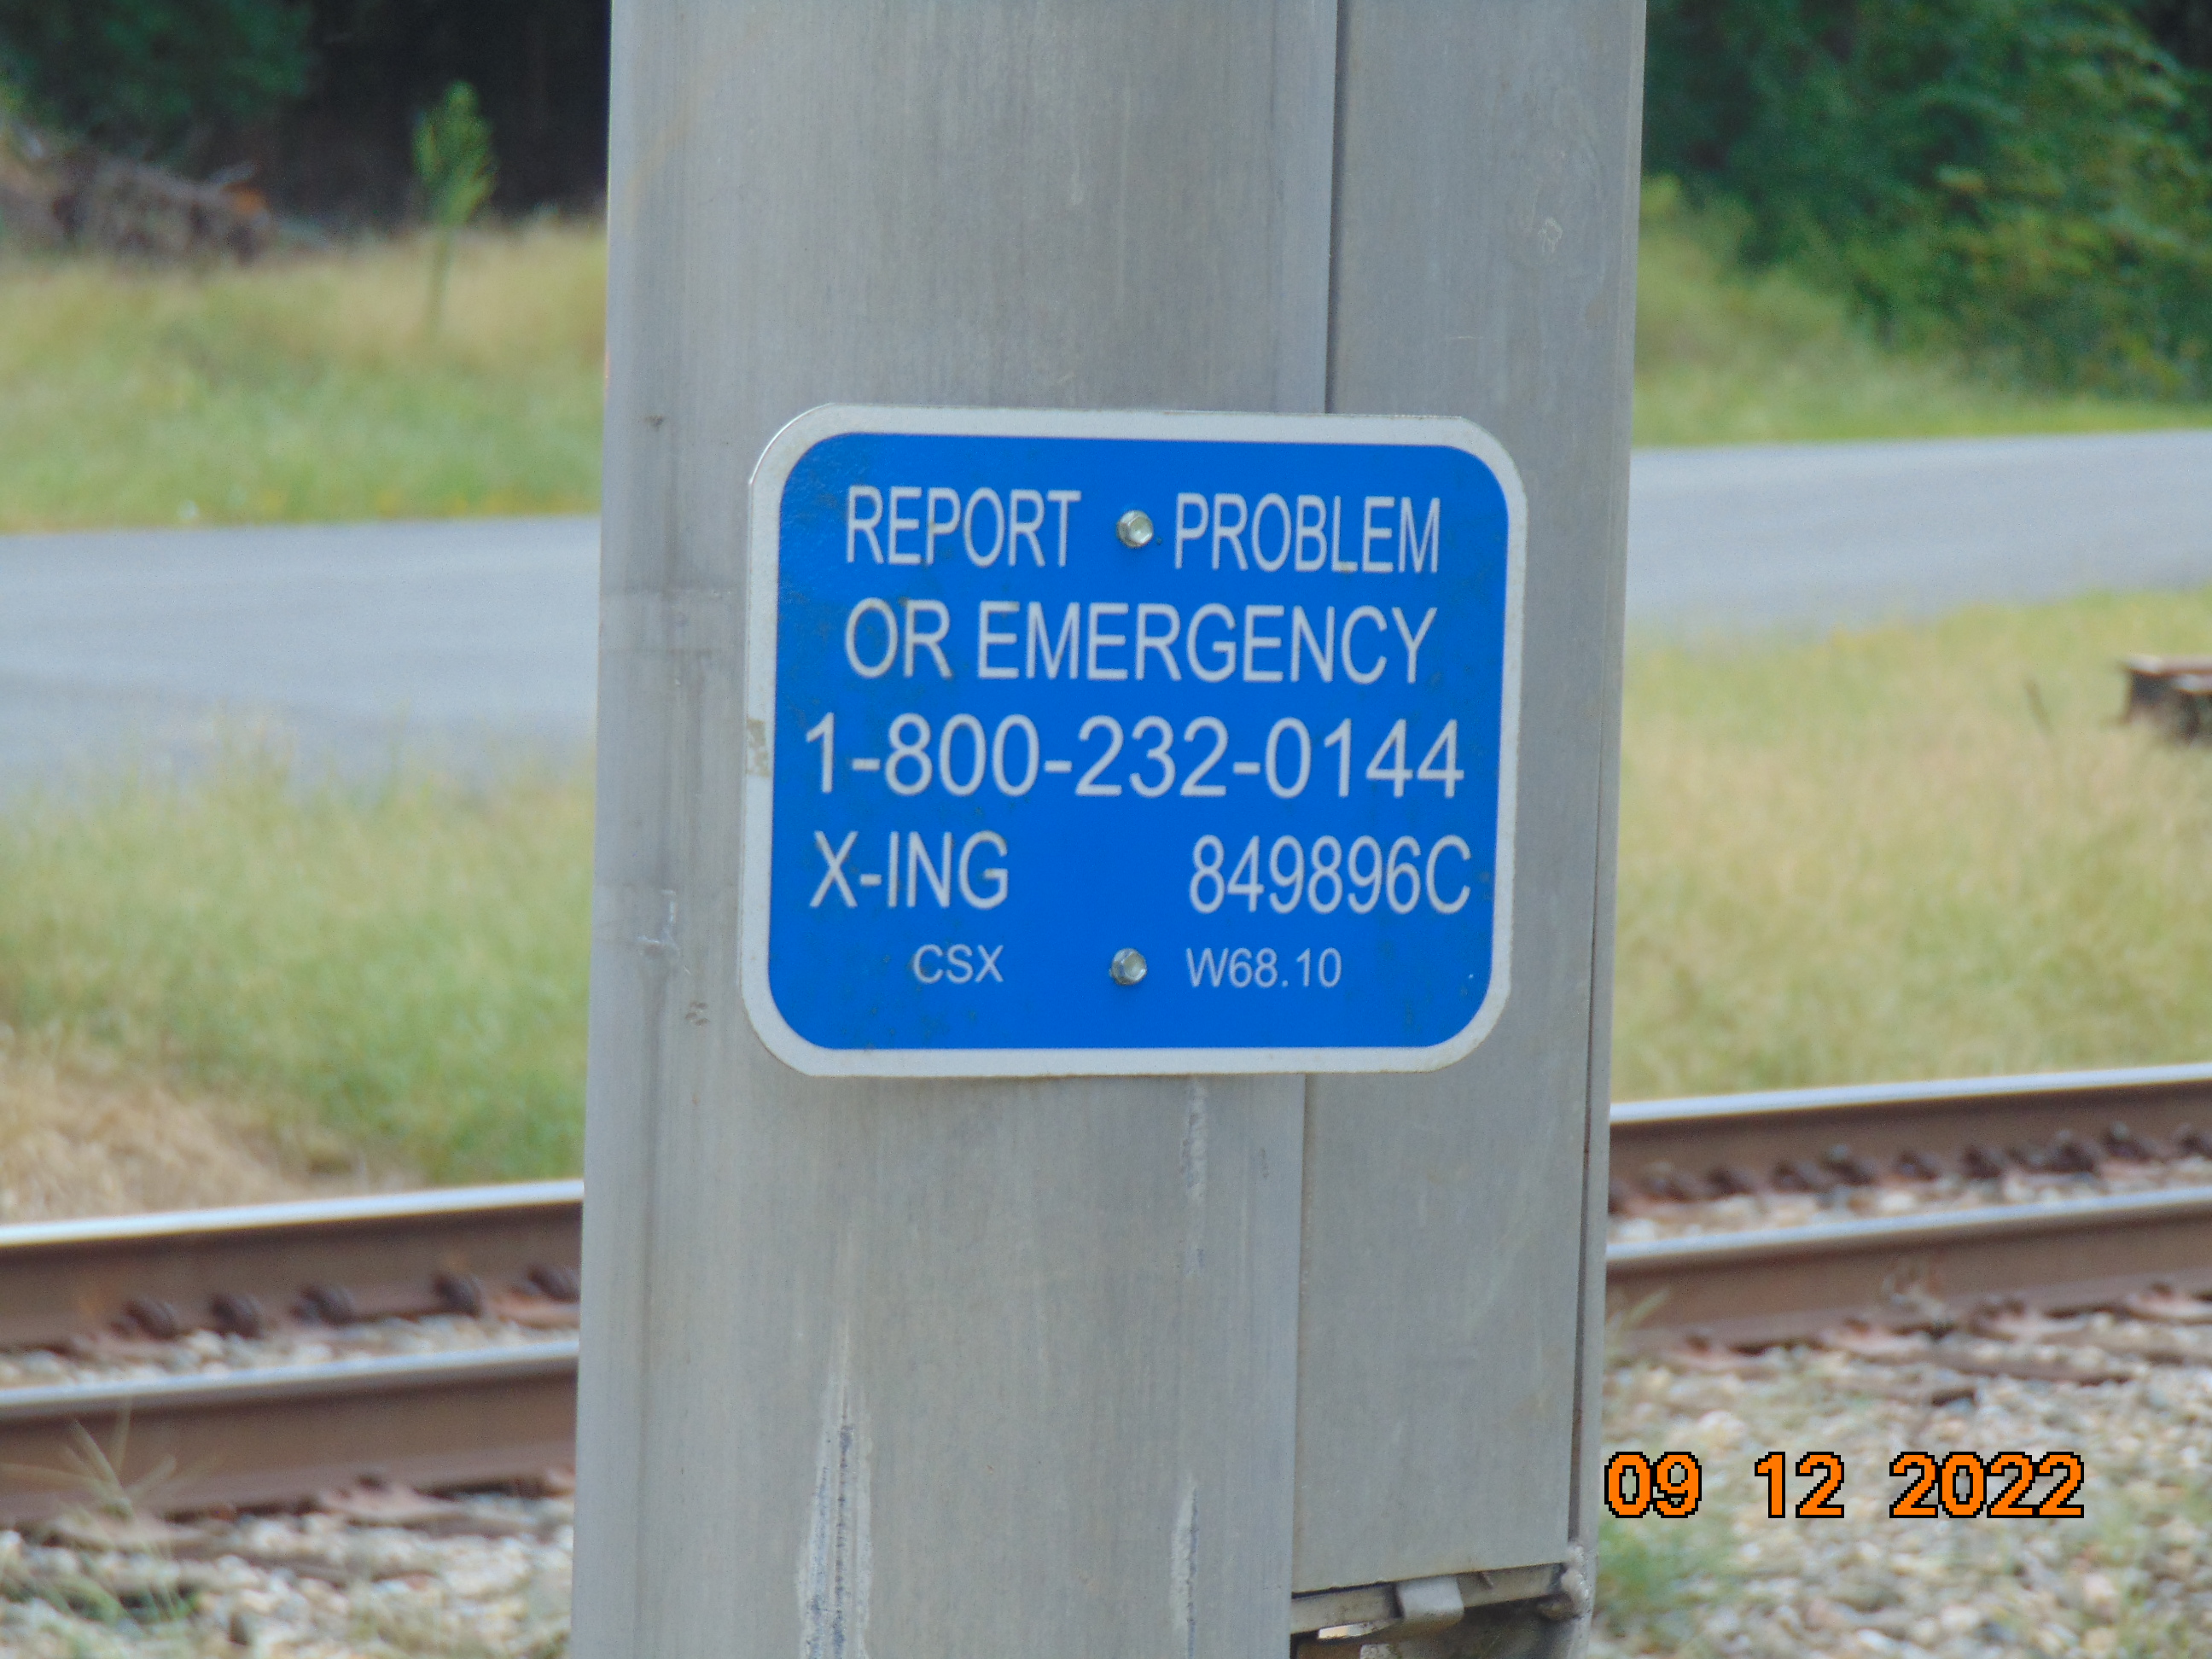 REPORT PROBLEM
OR EMERGENCY
1-800-232-0144
X-ING 849896C
CSX W68.10
09 12 2022